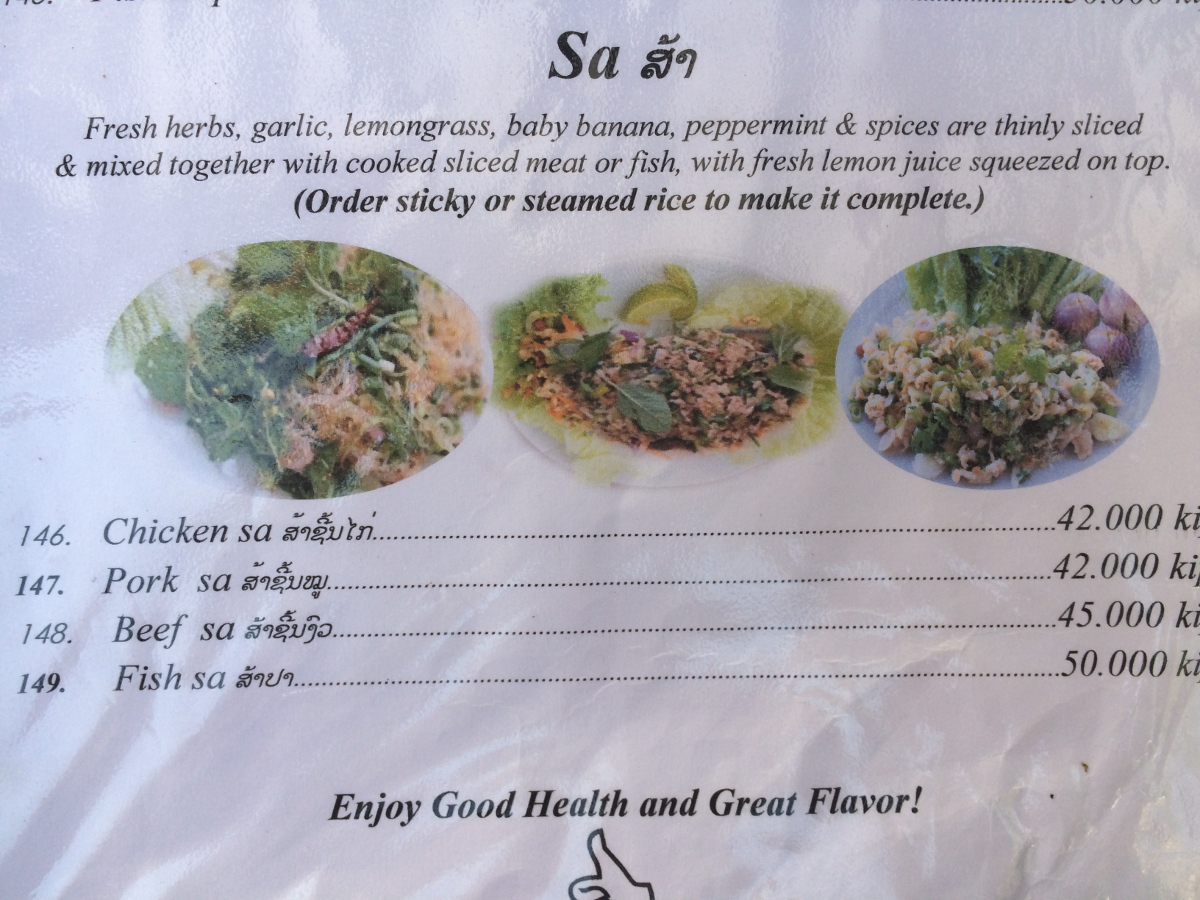 Sa ສ້າ
Fresh herbs, garlic, lemongrass, baby banana, peppermint & spices are thinly sliced
& mixed together with cooked sliced meat or fish, with fresh lemon juice squeezed on top.
(Order sticky or steamed rice to make it complete.)
146. Chicken sa ສ້າຊີ້ນໄກ່ 42.000 ki
147. Pork sa ສ້າຊີ້ນໝູ 42.000 ki
148. Beef sa ສ້າຊີ້ນງົວ 45.000 ki
149. Fish sa ສ້າປາ 50.000 ki
Enjoy Good Health and Great Flavor!